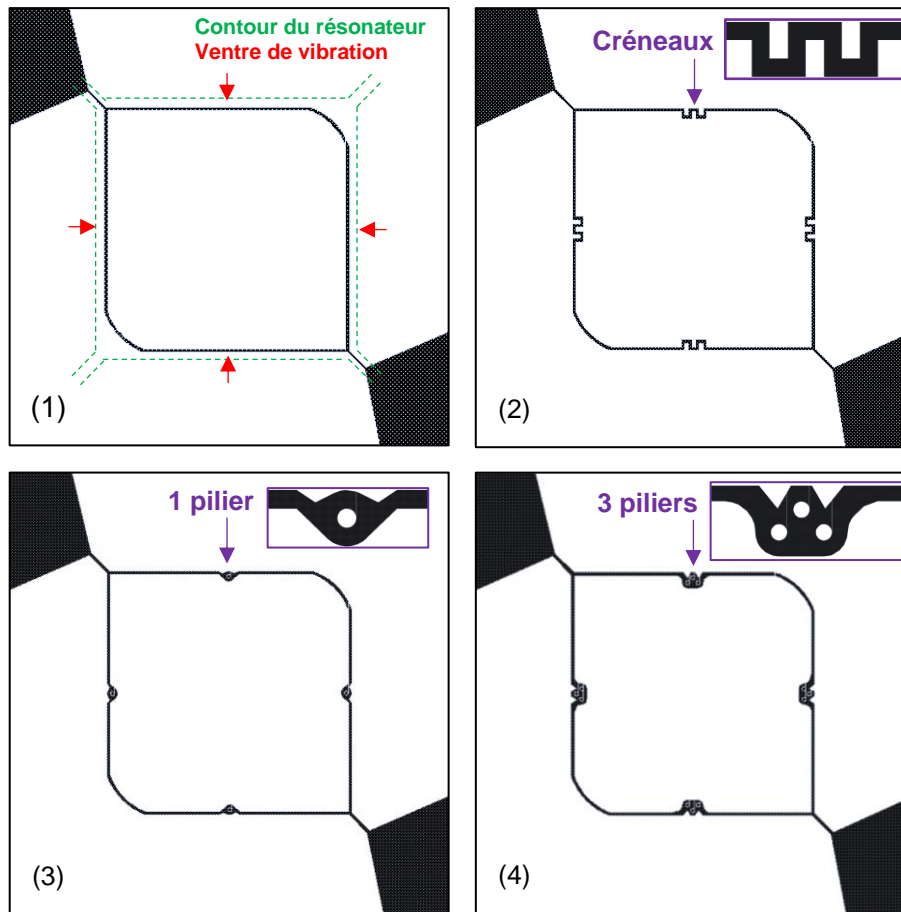 Contour du résonateur
Ventre de vibration
(1)
Créneaux
(2)
1 pilier
(3)
3 piliers
(4)